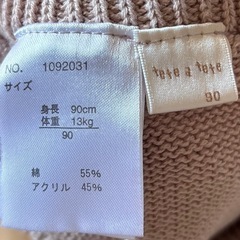 NO. 1092031
サイズ
身長 90cm
体重 13kg
90
綿 55%
アクリル 45%
tete a tete
90